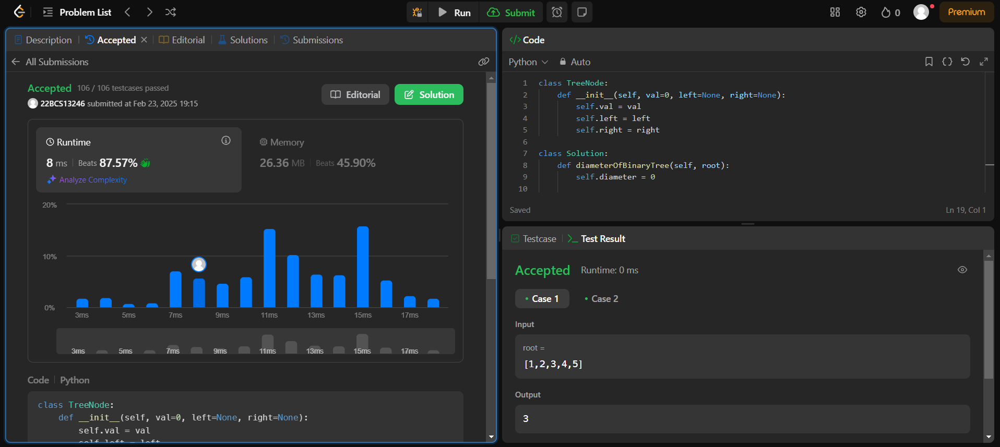 Problem List
Run
Submit
0
Premium
Description
Accepted
Editorial
Solutions
Submissions
All Submissions
Accepted 106 / 106 testcases passed
22BCS13246 submitted at Feb 23, 2025 19:15
Editorial
Solution
Runtime
8 ms Beats 87.57%
Analyze Complexity
Memory
26.36 MB Beats 45.90%
20%
10%
0%
3ms 5ms 7ms 9ms 11ms 13ms 15ms 17ms
3ms 5ms 7ms 9ms 11ms 13ms 15ms 17ms
Code Python
class TreeNode:
def __init__(self, val=0, left=None, right=None):
self.val = val
self.left = left
</> Code
Python Auto
1 class TreeNode:
2 def __init__(self, val=0, left=None, right=None):
3 self.val = val
4 self.left = left
5 self.right = right
6
7 class Solution:
8 def diameterOfBinaryTree(self, root):
9 self.diameter = 0
10
Saved
Ln 19, Col 1
Testcase
Test Result
Accepted Runtime: 0 ms
• Case 1
• Case 2
Input
root =
[1,2,3,4,5]
Output
3